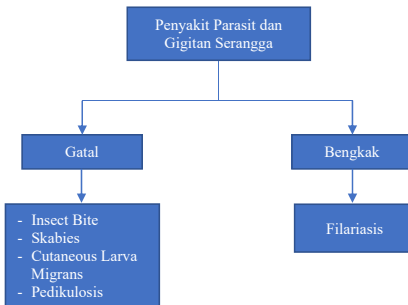 Penyakit Parasit dan
Gigitan Serangga
Gatal
Bengkak
- Insect Bite
- Skabies
- Cutaneous Larva
Migrans
- Pedikulosis
Filariasis